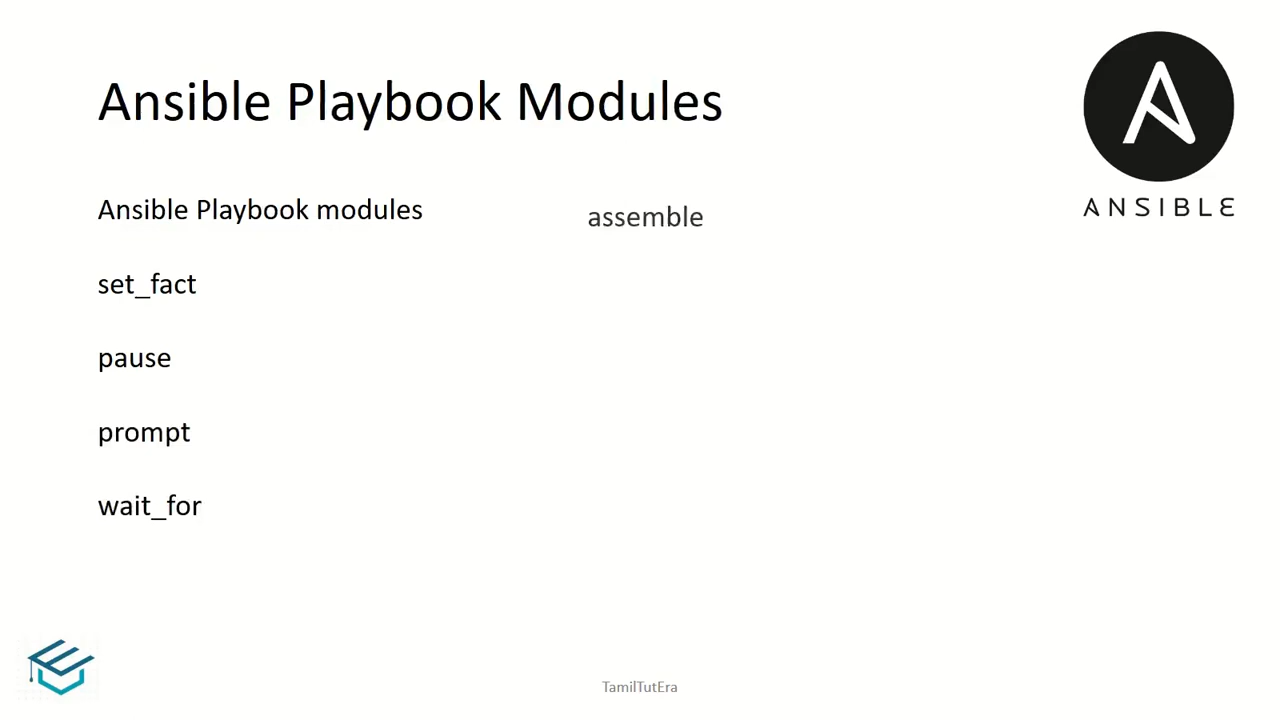 Ansible Playbook Modules
Ansible Playbook modules
set_fact
pause
prompt
wait_for
assemble
ANSIBLE
TamilTutEra